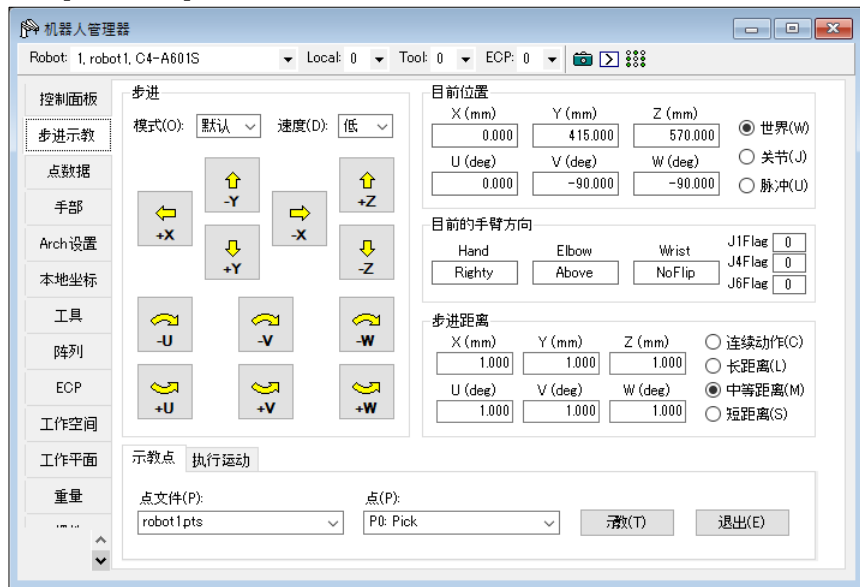 机器人管理器
Robot: 1, robot1, C4-A601S Local: 0 Tool: 0 ECP: 0
控制面板
步进示教
点数据
手部
Arch设置
本地坐标
工具
阵列
ECP
工作空间
工作平面
重量
步进
模式(O): 默认 速度(D): 低
-Y +Z
+X -X
+Y -Z
-U -V -W
+U +V +W
目前位置
X (mm) Y (mm) Z (mm)
0.000 415.000 570.000
U (deg) V (deg) W (deg)
0.000 -90.000 -90.000
世界(W)
关节(J)
脉冲(U)
目前的手臂方向
Hand Elbow Wrist
Righty Above NoFlip
J1Flag 0
J4Flag 0
J6Flag 0
步进距离
X (mm) Y (mm) Z (mm)
1.000 1.000 1.000
U (deg) V (deg) W (deg)
1.000 1.000 1.000
连续动作(C)
长距离(L)
中等距离(M)
短距离(S)
示教点 执行运动
点文件(P): 点(P):
robot1.pts P0: Pick 示教(T) 退出(E)